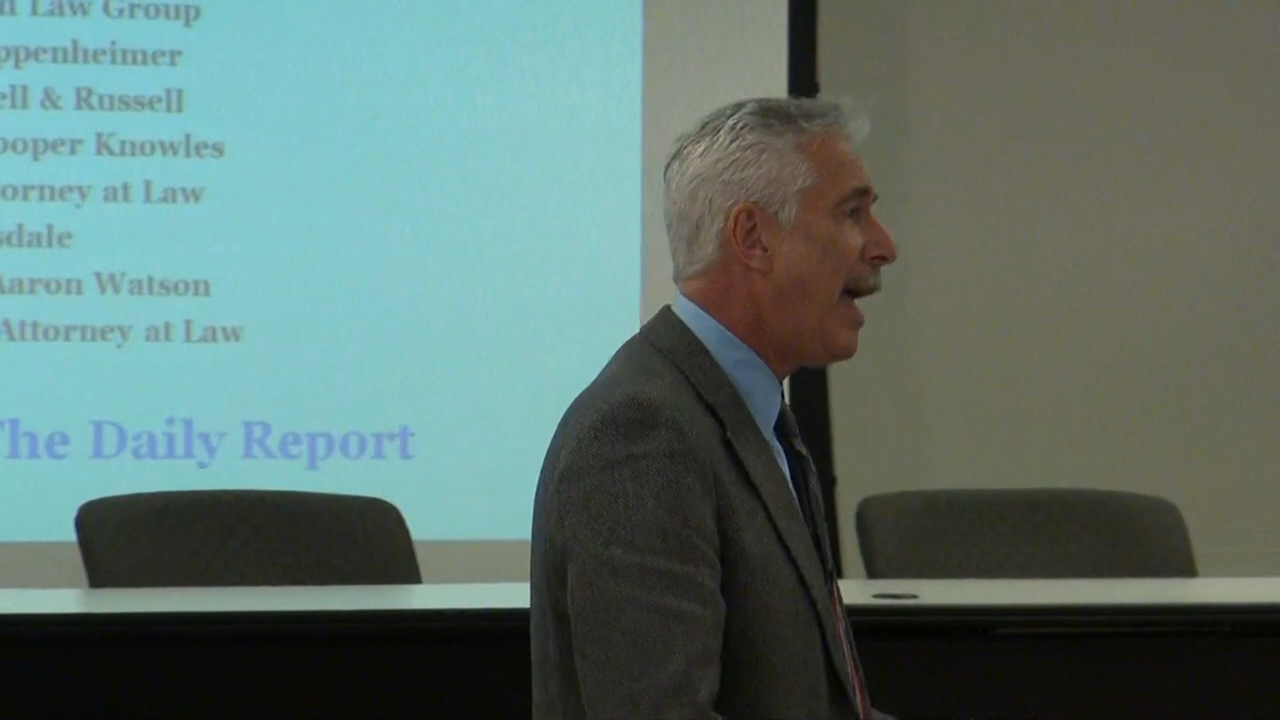 Law Group
ppenheimer
ell & Russell
ooper Knowles
orney at Law
sdale
Aaron Watson
Attorney at Law
The Daily Report